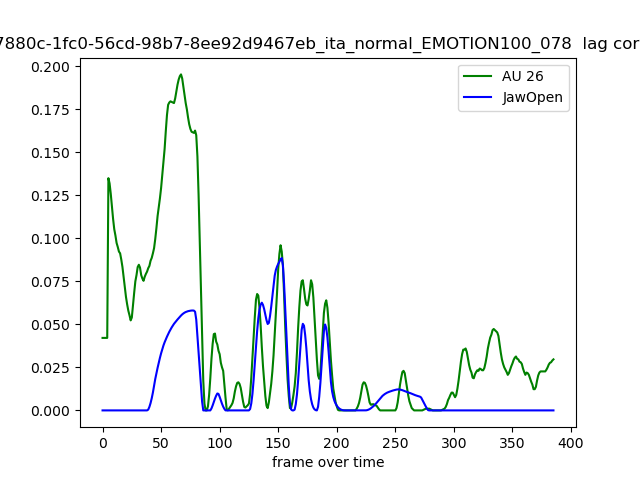 7880c-1fc0-56cd-98b7-8ee92d9467eb_ita_normal_EMOTION100_078 lag cor
AU 26
JawOpen
0.200
0.175
0.150
0.125
0.100
0.075
0.050
0.025
0.000
0 50 100 150 200 250 300 350 400
frame over time